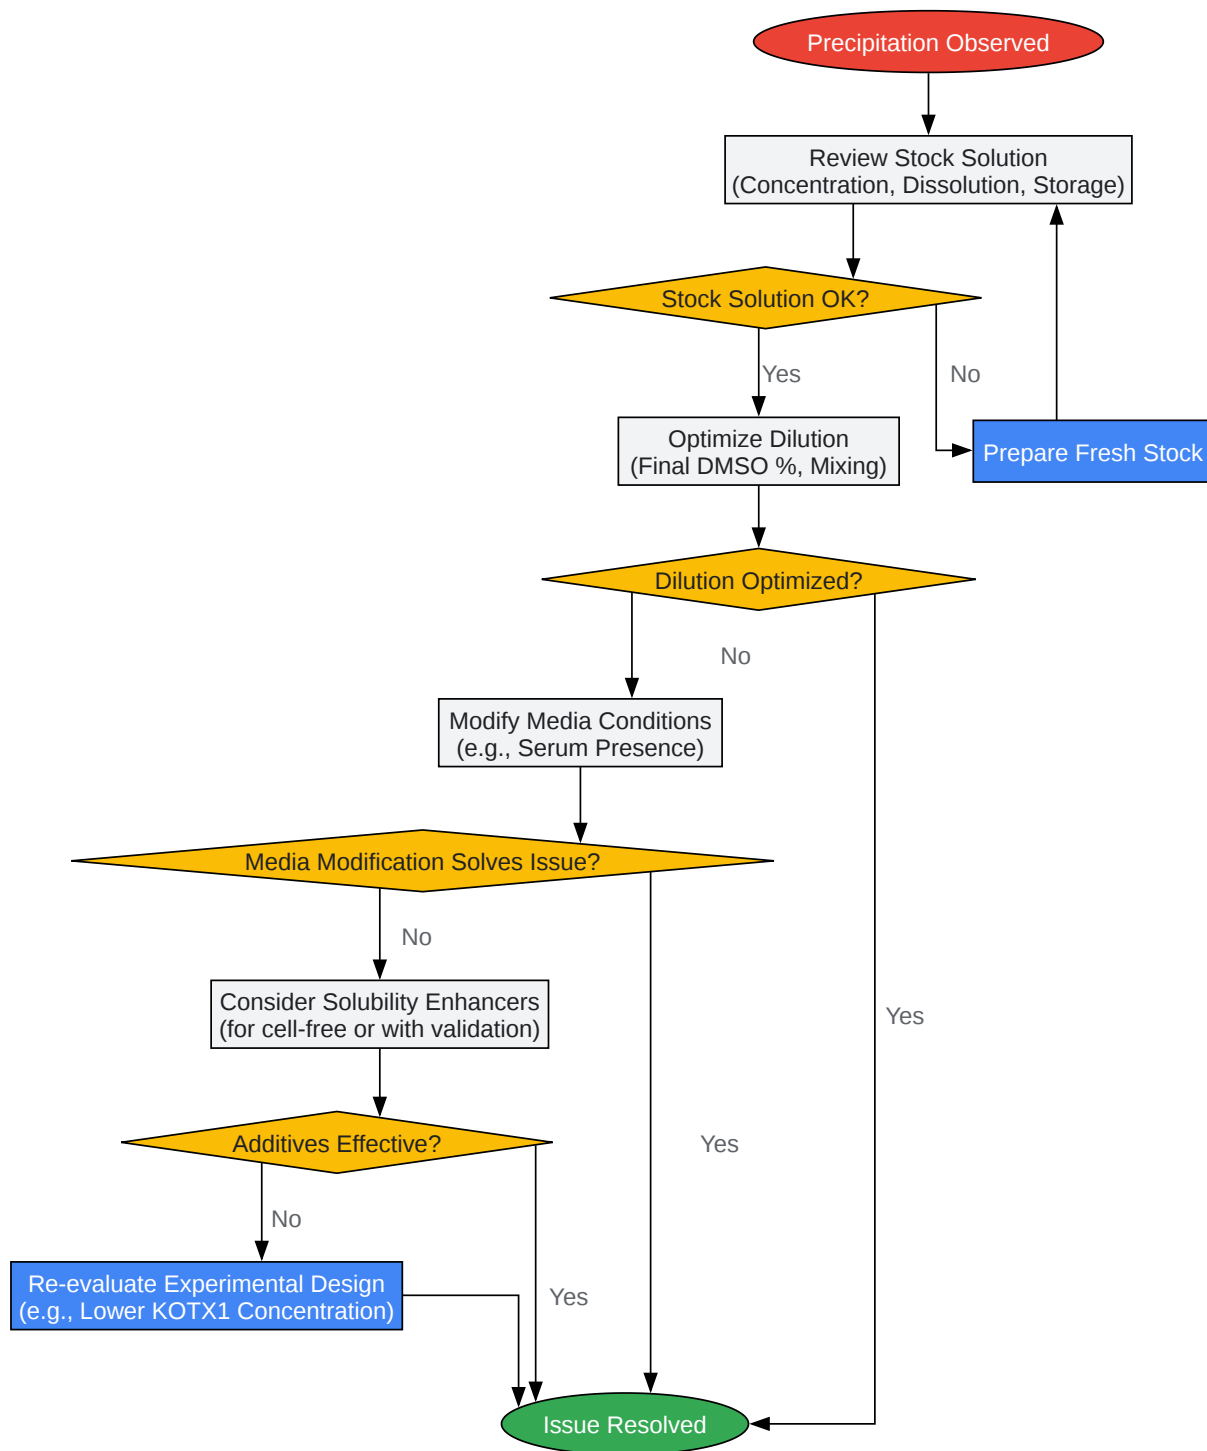 Precipitation Observed
Review Stock Solution
(Concentration, Dissolution, Storage)
Stock Solution OK?
Yes
No
Optimize Dilution
(Final DMSO %, Mixing)
Prepare Fresh Stock
Dilution Optimized?
No
Modify Media Conditions
(e.g., Serum Presence)
Media Modification Solves Issue?
No
Consider Solubility Enhancers
(for cell-free or with validation)
Yes
Additives Effective?
Yes
No
Re-evaluate Experimental Design
(e.g., Lower KOTX1 Concentration)
Yes
Issue Resolved